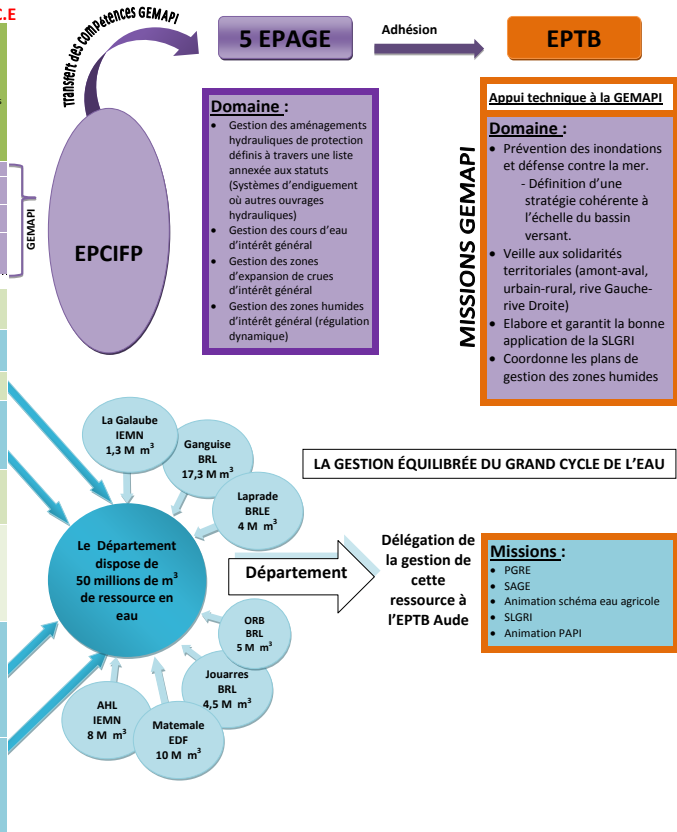 C.E
Transfert des compétences GEMAPI
5 EPAGE
Adhésion
EPTB
GEMAPI
EPCIFP
Domaine :
• Gestion des aménagements
hydrauliques de protection
définis à travers une liste
annexée aux statuts
(Systèmes d'endiguement
où autres ouvrages
hydrauliques)
• Gestion des cours d'eau
d'intérêt général
• Gestion des zones
d'expansion de crues
d'intérêt général
• Gestion des zones humides
d'intérêt général (régulation
dynamique)
MISSIONS GEMAPI
Appui technique à la GEMAPI
Domaine :
• Prévention des inondations
et défense contre la mer.
- Définition d'une
stratégie cohérente à
l'échelle du bassin
versant.
• Veille aux solidarités
territoriales (amont-aval,
urbain-rural, rive Gauche-
rive Droite)
• Elabore et garantit la bonne
application de la SLGRI
• Coordonne les plans de
gestion des zones humides
La Galaube
IEMN
1,3 M m³
Ganguise
BRL
17,3 M m³
Laprade
BRLE
4 M m³
LA GESTION ÉQUILIBRÉE DU GRAND CYCLE DE L'EAU
Le Département
dispose de
50 millions de m³
de ressource en
eau
Département
Délégation de
la gestion de
cette
ressource à
l'EPTB Aude
Missions :
• PGRE
• SAGE
• Animation schéma eau agricole
• SLGRI
• Animation PAPI
ORB
BRL
5 M m³
Jouarres
BRL
4,5 M m³
AHL
IEMN
8 M m³
Matemale
EDF
10 M m³